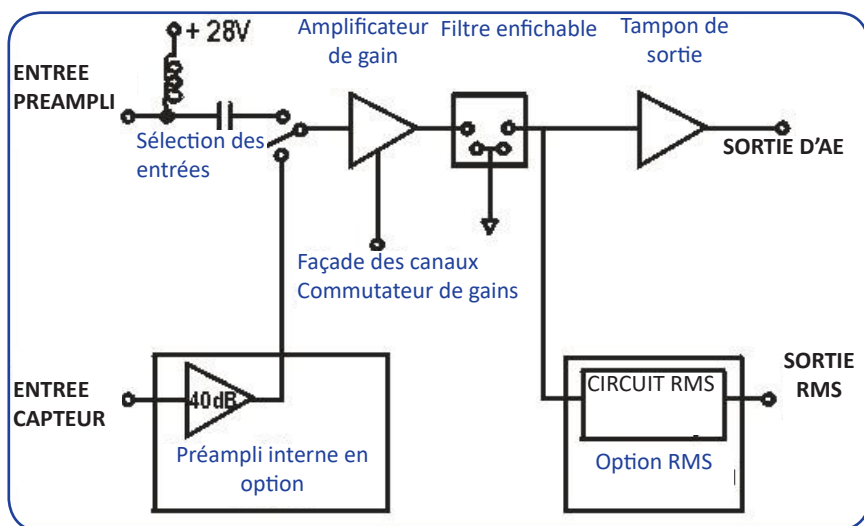 + 28V
ENTREE
PREAMPLI
Sélection des
entrées
Amplificateur
de gain
Filtre enfichable
Tampon de
sortie
SORTIE D'AE
Façade des canaux
Commutateur de gains
ENTREE
CAPTEUR
40dB
Préampli interne en
option
CIRCUIT RMS
Option RMS
SORTIE
RMS